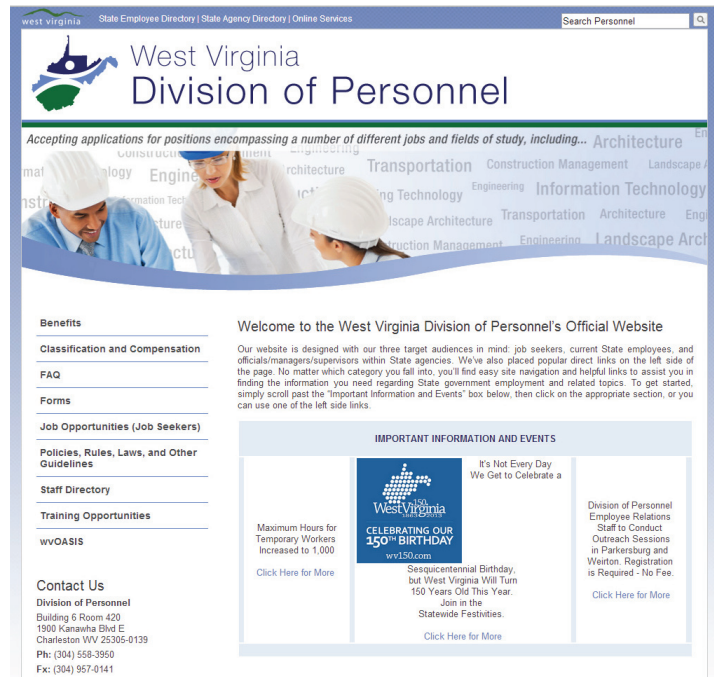 west virginia
State Employee Directory | State Agency Directory | Online Services
Search Personnel
West Virginia
Division of Personnel
Accepting applications for positions encompassing a number of different jobs and fields of study, including...
Architecture
Transportation Construction Management Landscape
Engineering Information Technology
Landscape Architecture Transportation Architecture
Construction Management Engineering Landscape
Benefits
Classification and Compensation
FAQ
Forms
Job Opportunities (Job Seekers)
Policies, Rules, Laws, and Other
Guidelines
Staff Directory
Training Opportunities
wvOASIS
Contact Us
Division of Personnel
Building 6 Room 420
1900 Kanawha Blvd E
Charleston WV 25305-0139
Ph: (304) 558-3950
Fx: (304) 957-0141
Welcome to the West Virginia Division of Personnel's Official Website
Our website is designed with our three target audiences in mind: job seekers, current State employees, and
officials/managers/supervisors within State agencies. We've also placed popular direct links on the left side of
the page. No matter which category you fall into, you'll find easy site navigation and helpful links to assist you in
finding the information you need regarding State government employment and related topics. To get started,
simply scroll past the "Important Information and Events" box below, then click on the appropriate section, or you
can use one of the left side links.
IMPORTANT INFORMATION AND EVENTS
Maximum Hours for
Temporary Workers
Increased to 1,000
Click Here for More
150
West Virginia
1863 2013
CELEBRATING OUR
150TH BIRTHDAY
wv150.com
It's Not Every Day
We Get to Celebrate a
Sesquicentennial Birthday,
but West Virginia Will Turn
150 Years Old This Year.
Join in the
Statewide Festivities.
Click Here for More
Division of Personnel
Employee Relations
Staff to Conduct
Outreach Sessions
in Parkersburg and
Weirton. Registration
is Required - No Fee.
Click Here for More